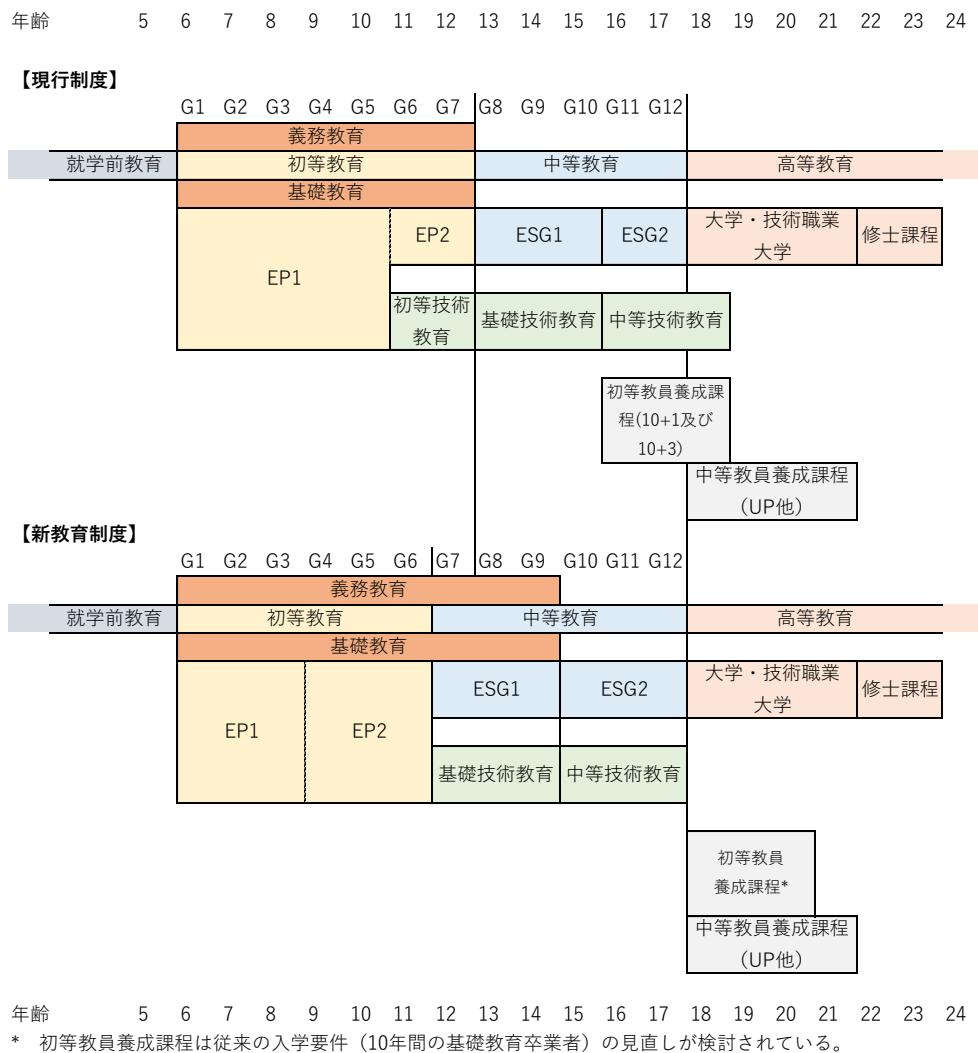 年齢 5 6 7 8 9 10 11 12 13 14 15 16 17 18 19 20 21 22 23 24
【現行制度】
G1 G2 G3 G4 G5 G6 G7 G8 G9 G10 G11 G12
義務教育
就学前教育 初等教育 中等教育 高等教育
基礎教育
EP1 EP2 ESG1 ESG2 大学・技術職業
大学 修士課程
初等技術
教育 基礎技術教育 中等技術教育
初等教員養成課
程(10+1及び
10+3)
中等教員養成課程
（UP他）
【新教育制度】
G1 G2 G3 G4 G5 G6 G7 G8 G9 G10 G11 G12
義務教育
就学前教育 初等教育 中等教育 高等教育
基礎教育
EP1 EP2 ESG1 ESG2 大学・技術職業
大学 修士課程
基礎技術教育 中等技術教育
初等教員
養成課程*
中等教員養成課程
（UP他）
年齢 5 6 7 8 9 10 11 12 13 14 15 16 17 18 19 20 21 22 23 24
* 初等教員養成課程は従来の入学要件（10年間の基礎教育卒業者）の見直しが検討されている。